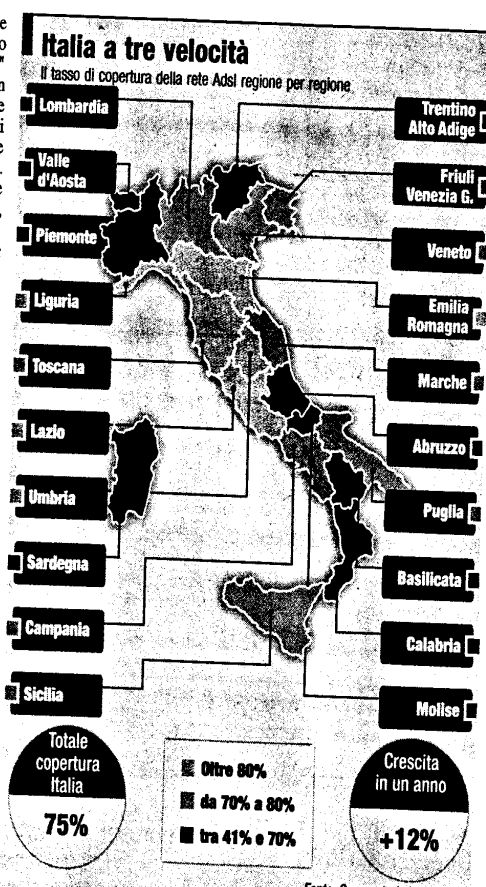 Italia a tre velocità
Il tasso di copertura della rete Adsl regione per regione
Lombardia
Valle
d'Aosta
Piemonte
Liguria
Toscana
Lazio
Umbria
Sardegna
Campania
Sicilia
Trentino
Alto Adige
Friuli
Venezia G.
Veneto
Emilia
Romagna
Marche
Abruzzo
Puglia
Basilicata
Calabria
Molise
Totale
copertura
Italia
75%
Oltre 80%
da 70% a 80%
tra 41% e 70%
Crescita
in un anno
+12%